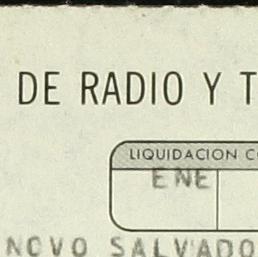 DE RADIO Y T
LIQUIDACION C
ENE
NOVO SALVADO